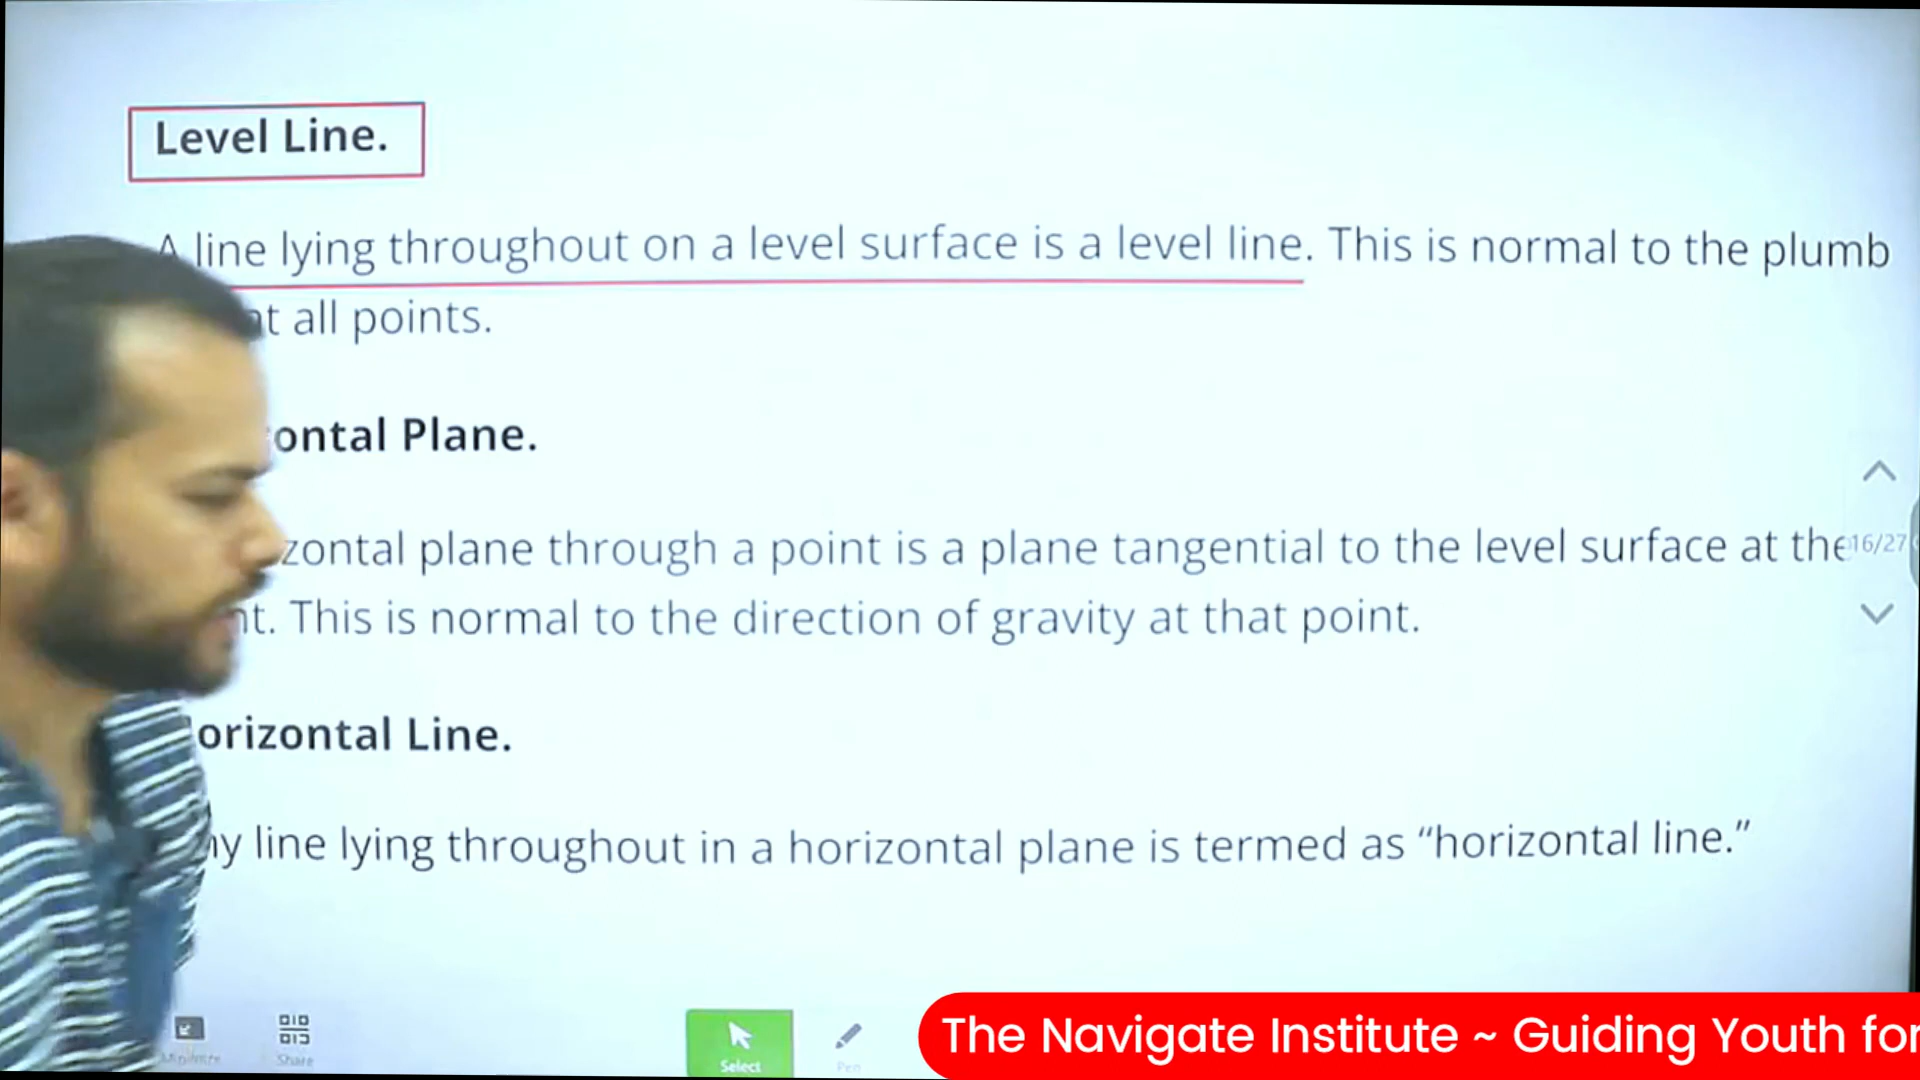 Level Line.
A line lying throughout on a level surface is a level line. This is normal to the plumb
at all points.
ontal Plane.
zontal plane through a point is a plane tangential to the level surface at the
nt. This is normal to the direction of gravity at that point.
orizontal Line.
ny line lying throughout in a horizontal plane is termed as “horizontal line.”
16/27
Minimize
Share
Select
Pen
The Navigate Institute ~ Guiding Youth for